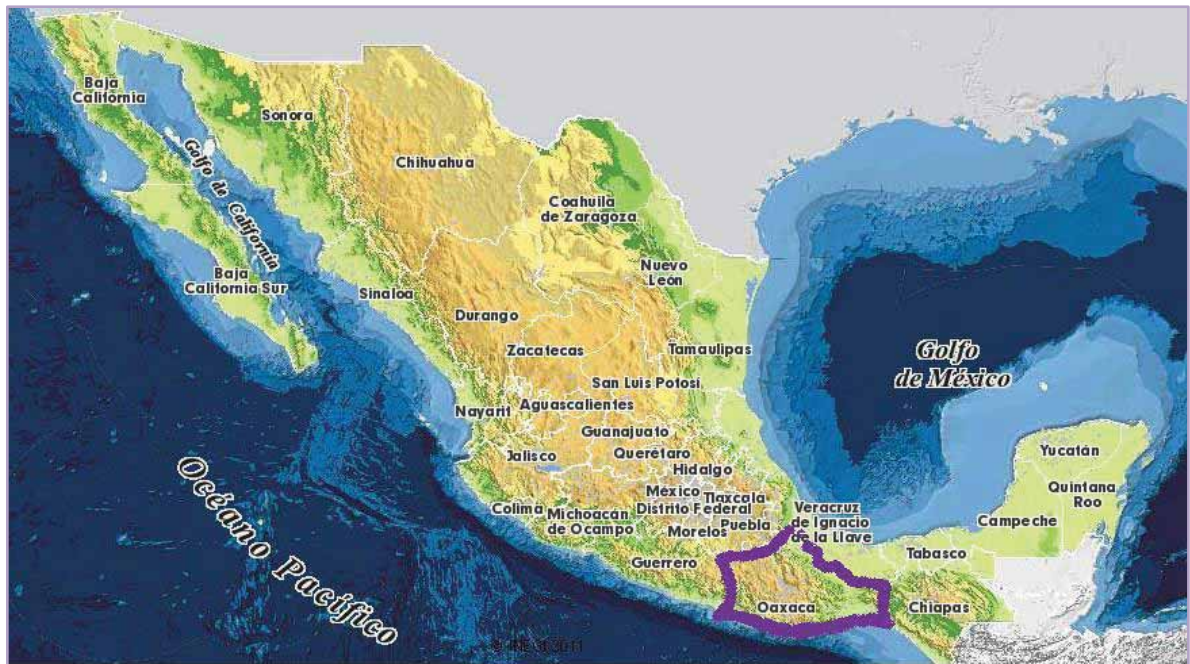 Baja
California
Sonora
Chihuahua
Golfo de California
Coahuila
de Zaragoza
Baja
California Sur
Sinaloa
Nuevo
León
Durango
Zacatecas
Tamaulipas
San Luis Potosí
Golfo
de México
Nayarit
Aguascalientes
Guanajuato
Jalisco
Querétaro
Hidalgo
Yucatán
Quintana
Roo
México
Tlaxcala
Colima
Michoacán
de Ocampo
Distrito Federal
Morelos
Puebla
Veracruz
de Ignacio
de la Llave
Campeche
Tabasco
Guerrero
Oaxaca
Chiapas
Océano Pacífico
© INEGI 2011